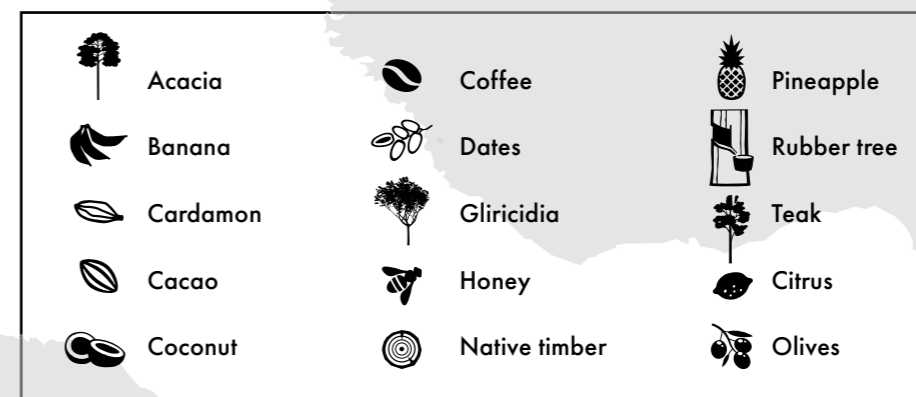 Acacia
Banana
Cardamon
Cacao
Coconut
Coffee
Dates
Gliricidia
Honey
Native timber
Pineapple
Rubber tree
Teak
Citrus
Olives